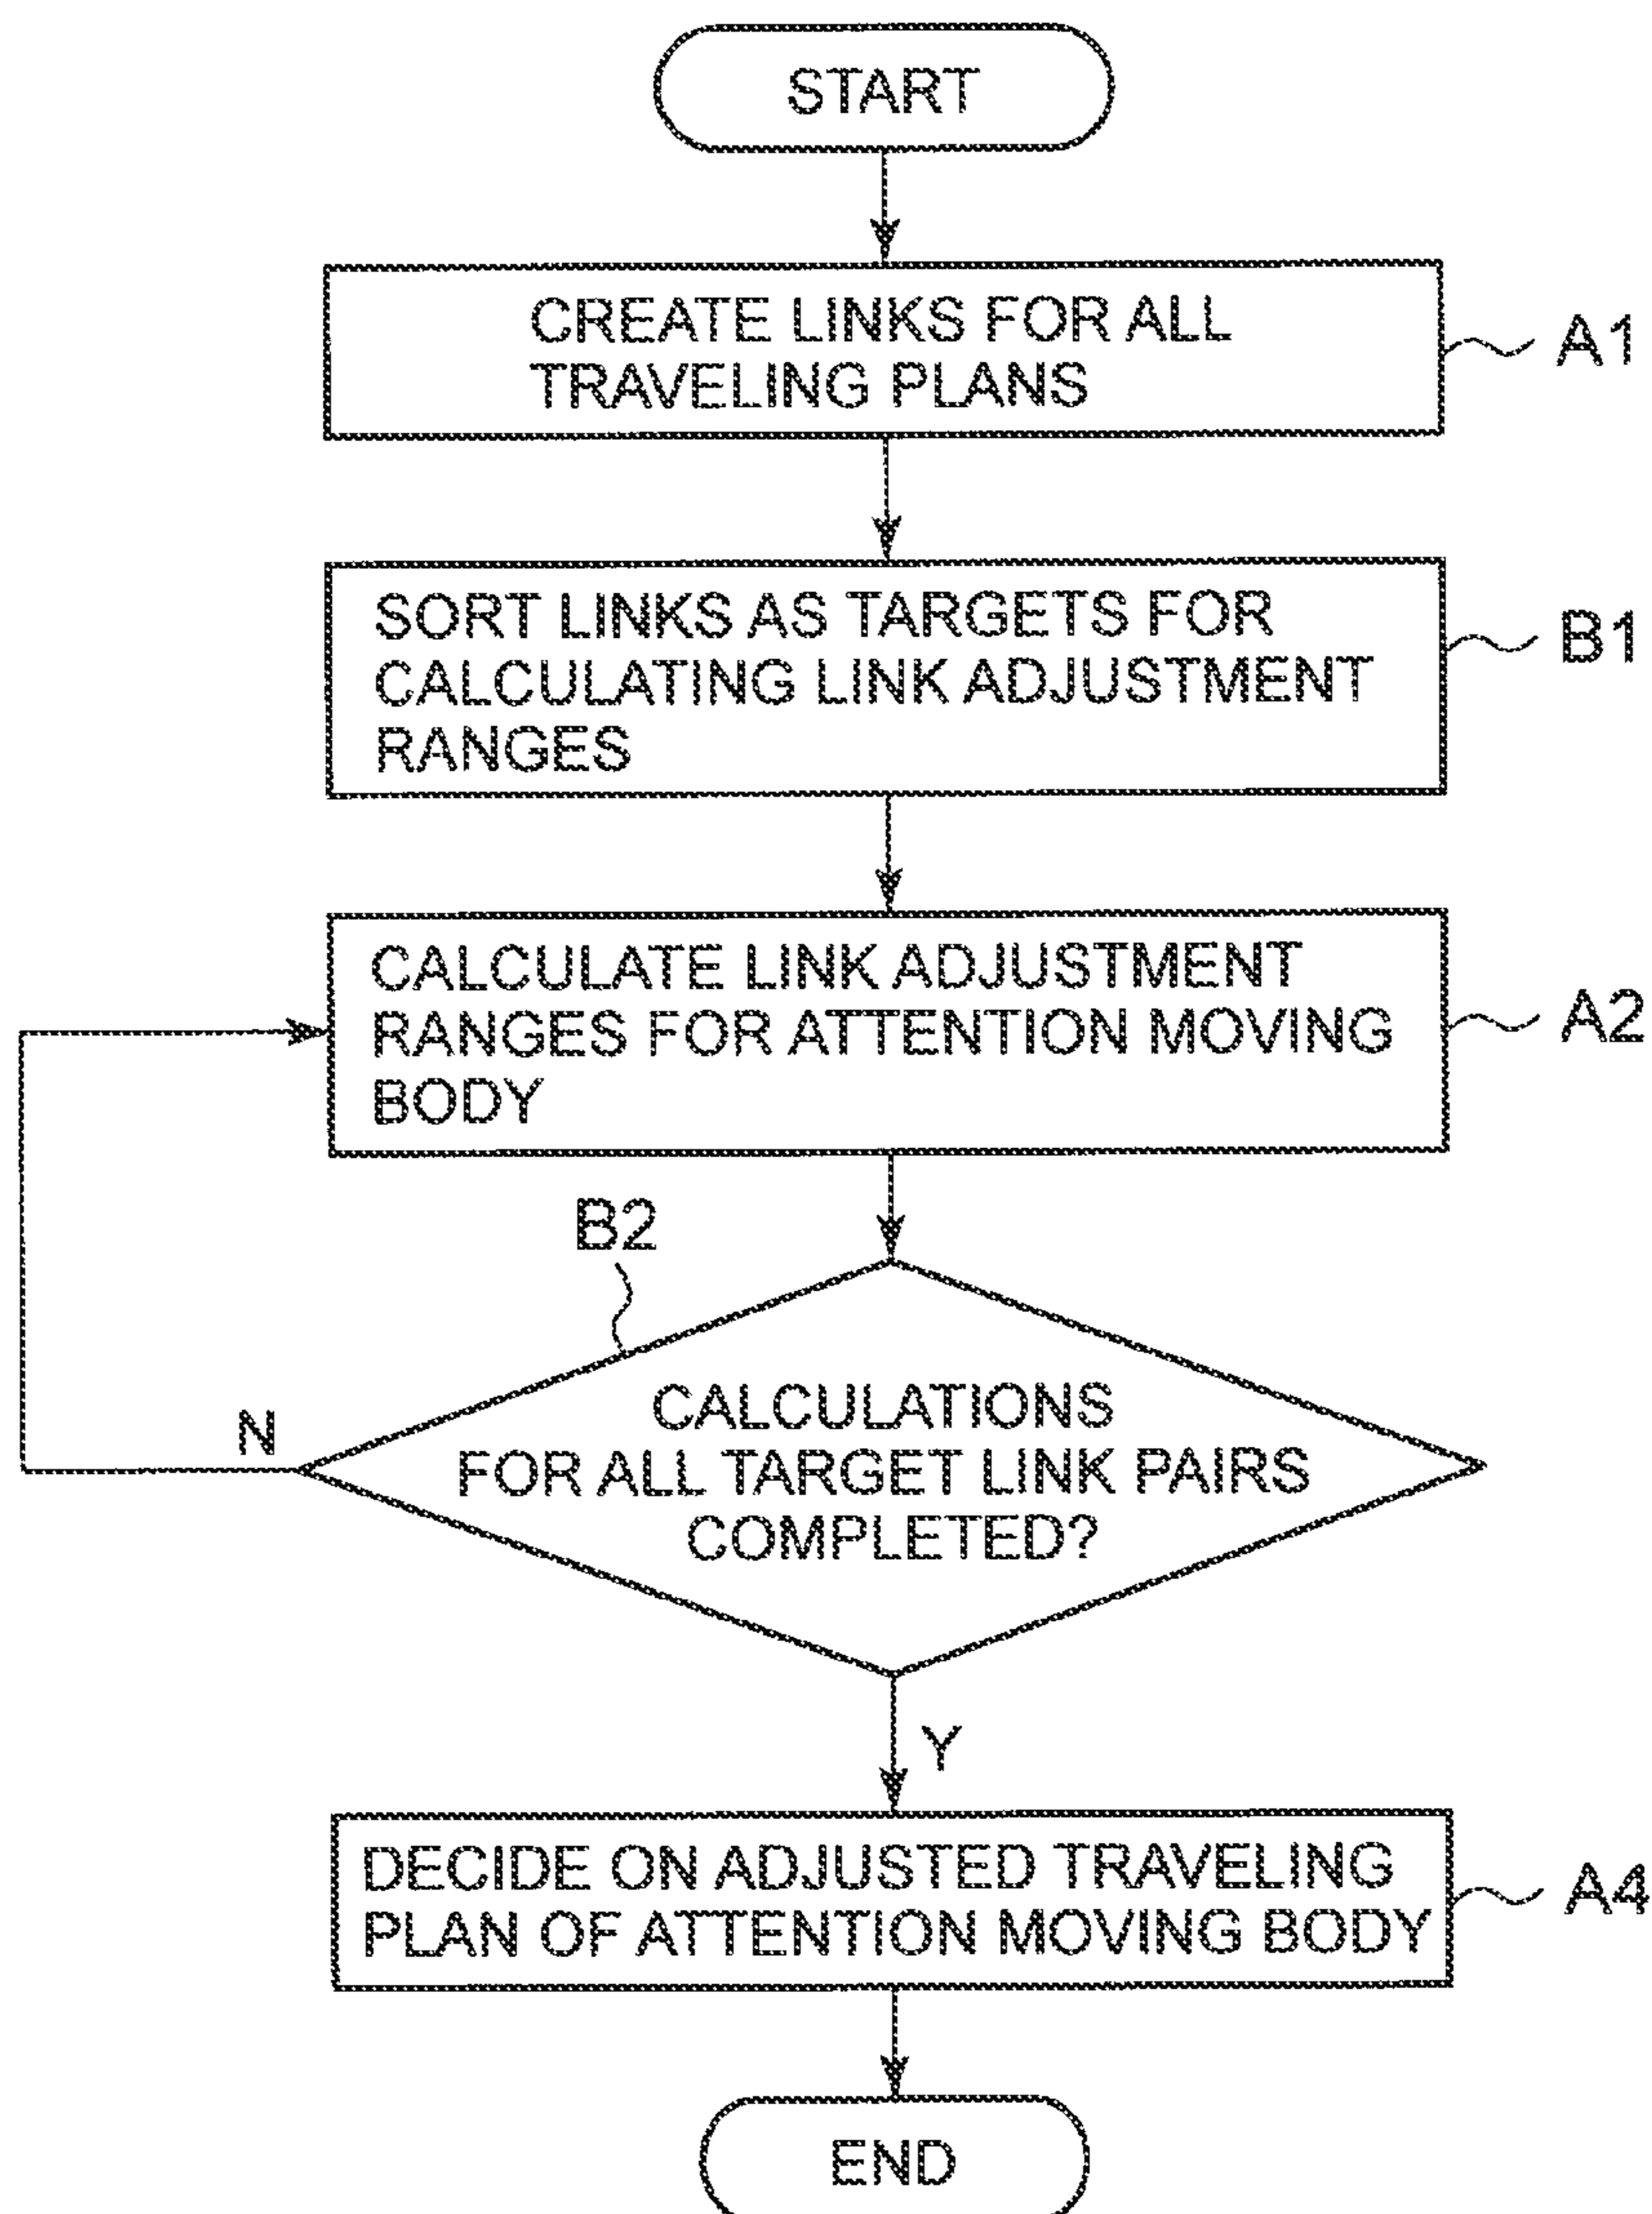 START
CREATE LINKS FOR ALL
TRAVELING PLANS
A1
SORT LINKS AS TARGETS FOR
CALCULATING LINK ADJUSTMENT
RANGES
B1
CALCULATE LINK ADJUSTMENT
RANGES FOR ATTENTION MOVING
BODY
A2
B2
CALCULATIONS
FOR ALL TARGET LINK PAIRS
COMPLETED?
N
Y
DECIDE ON ADJUSTED TRAVELING
PLAN OF ATTENTION MOVING BODY
A4
END